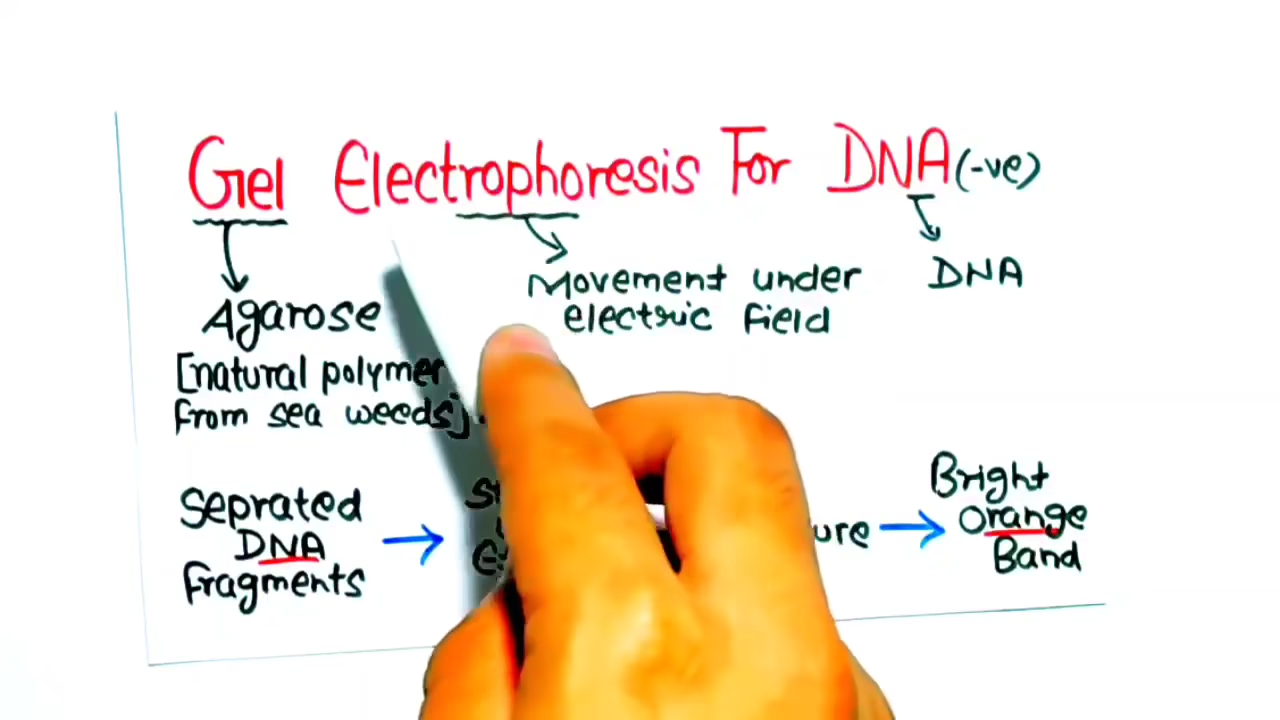 Gel Electrophoresis For DNA (-ve)
Agarose
[natural polymer
from sea weeds].
Movement under
electric field
DNA
Seprated
DNA
fragments
Bright
Orange
Band